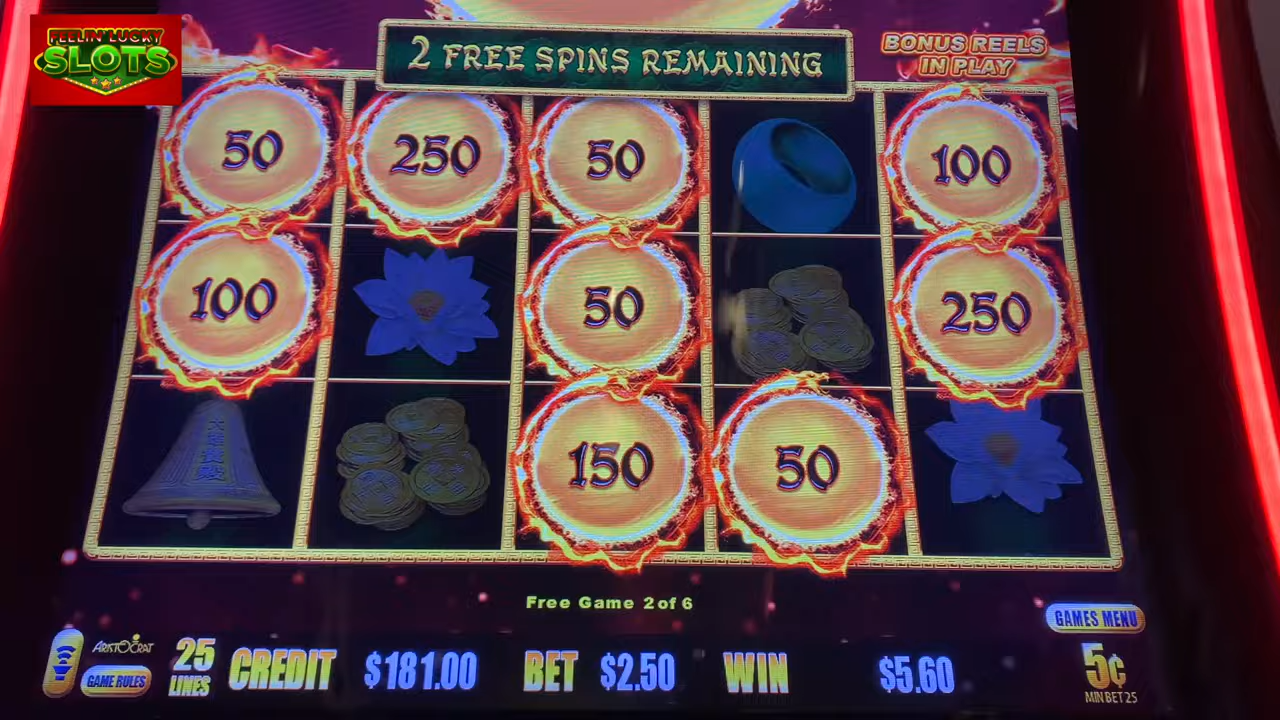 FEELIN' LUCKY
SLOTS
2 FREE SPINS REMAINING
BONUS REELS
IN PLAY
50
250
50
100
100
50
250
150
50
Free Game 2 of 6
GAMES MENU
ARISTOCRAT
GAME RULES
25
LINES
CREDIT
$181.00
BET
$2.50
WIN
$5.60
5¢
MIN BET 25